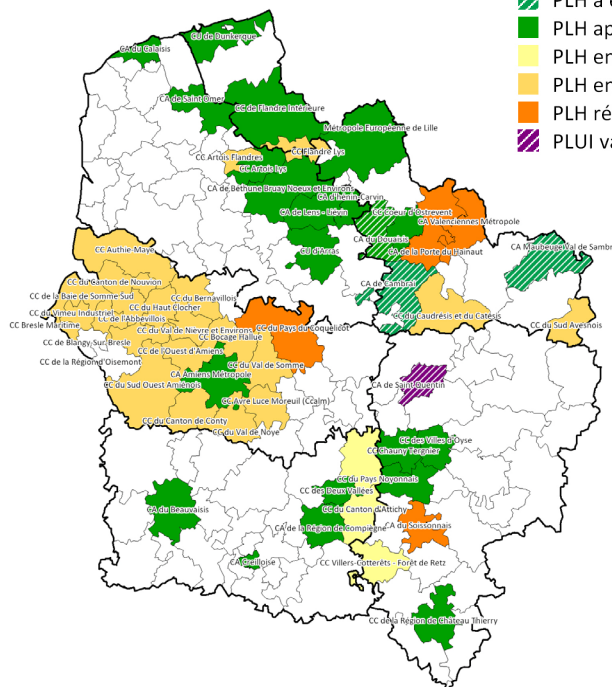 PLH à
PLH ap
PLH en
PLH en
PLH ré
PLUI va
CU de Dunkerque
CA du Calaisis
CA de Saint Omer
CC de Flandre Intérieure
Métropole Européenne de Lille
CC Flandre Lys
CC Artois Flandres
CC Artois Lys
CA de Béthune Bruay Noeux et Environs
CA d'hénin-Carvin
CA de Lens - Liévin
CC Coeur d'Ostrevent
CA Valenciennes Métropole
CU d'Arras
CA du Douaisis
CA de la Porte du Hainaut
CA Maubeuge Val de Samb
CC Authie-Maye
CA de Cambrai
CC du Canton de Nouvion
CC du Bernavillois
CC de la Baie de Somme Sud
CC du Haut Clocher
CC du Vimeu Industriel
CC de l'Abbévillois
CC Bresle Maritime
CC du Val de Nièvre et Environs
CC du Pays du Coquelicot
CC du Caudrésis et du Catésis
CC du Sud Avesnois
CC Bocage Hallue
CC de Blangy Sur Bresle
CC de l'Ouest d'Amiens
CC de la Région d'Oisemont
CC du Val de Somme
CA Amiens Métropole
CC du Sud Ouest Amiénois
CA de Saint Quentin
CC Avre Luce Moreuil (Ccalm)
CC du Canton de Conty
CC du Val de Noye
CC des Villes d'Oyse
CC Chauny Tergnier
CC du Pays Noyonnais
CC des Deux Vallées
CA du Beauvaisis
CC du Canton d'Attichy
CA de la Région de Compiègne
CA du Soissonnais
CA Creilloise
CC Villers-Cotterêts - Forêt de Retz
CC de la Région de Château Thierry